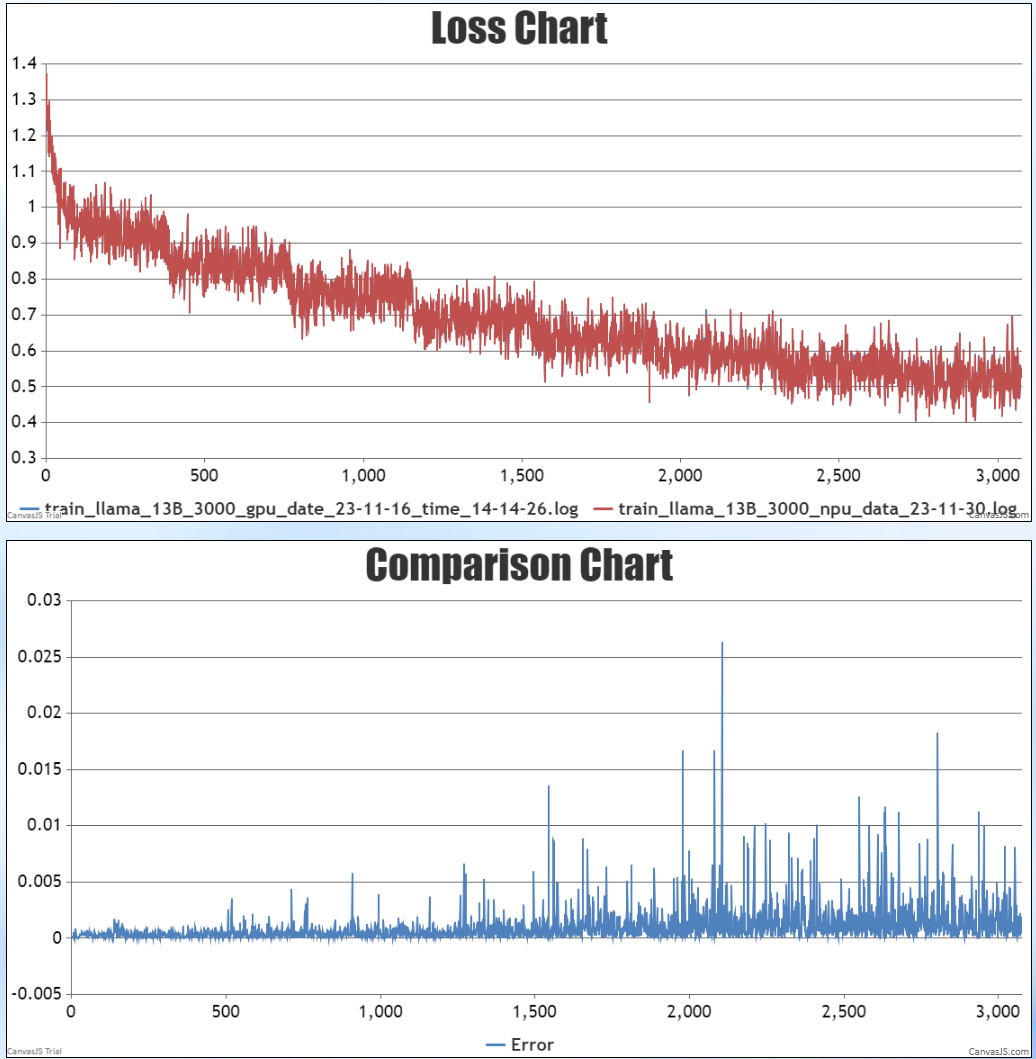 Loss Chart
1.4
1.3
1.2
1.1
1
0.9
0.8
0.7
0.6
0.5
0.4
0.3
0 500 1,000 1,500 2,000 2,500 3,000
train_llama_13B_3000_gpu_date_23-11-16_time_14-14-26.log train_llama_13B_3000_npu_data_23-11-30.log
CanvasJS Trial CanvasJS.com
Comparison Chart
0.03
0.025
0.02
0.015
0.01
0.005
0
-0.005
0 500 1,000 1,500 2,000 2,500 3,000
Error
CanvasJS Trial CanvasJS.com